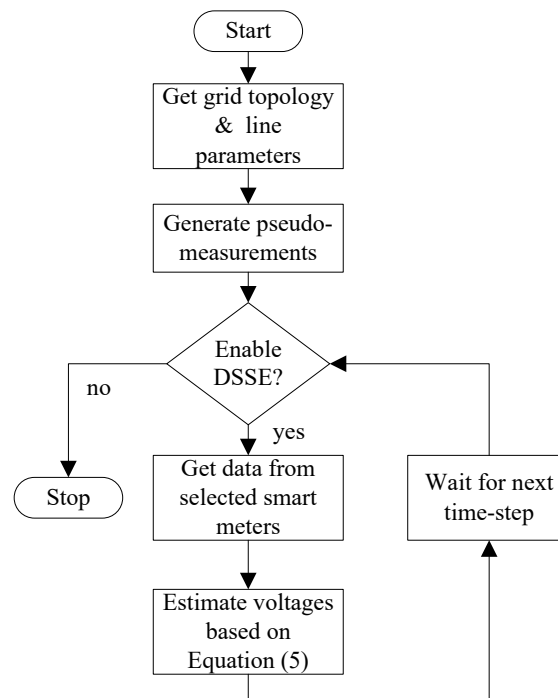 Start
Get grid topology
& line
parameters
Generate pseudo-
measurements
Enable
DSSE?
no
yes
Stop
Get data from
selected smart
meters
Wait for next
time-step
Estimate voltages
based on
Equation (5)